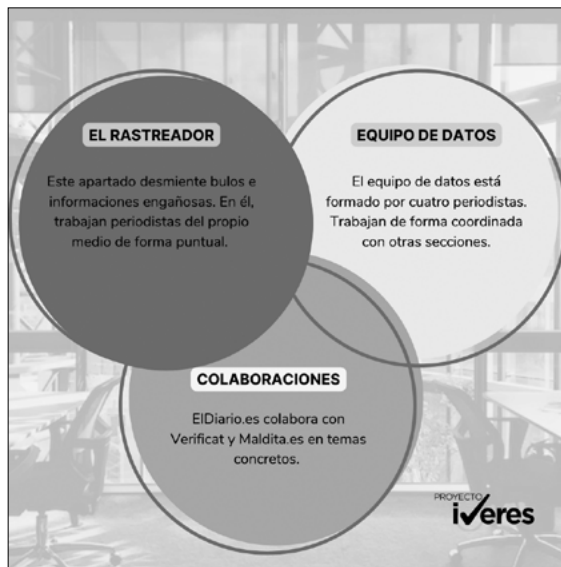 EL RASTREADOR
Este apartado desmiente bulos e
informaciones engañosas. En él,
trabajan periodistas del propio
medio de forma puntual.
EQUIPO DE DATOS
El equipo de datos está
formado por cuatro periodistas.
Trabajan de forma coordinada
con otras secciones.
COLABORACIONES
ElDiario.es colabora con
Verificat y Maldita.es en temas
concretos.
PROYECTO
iveres